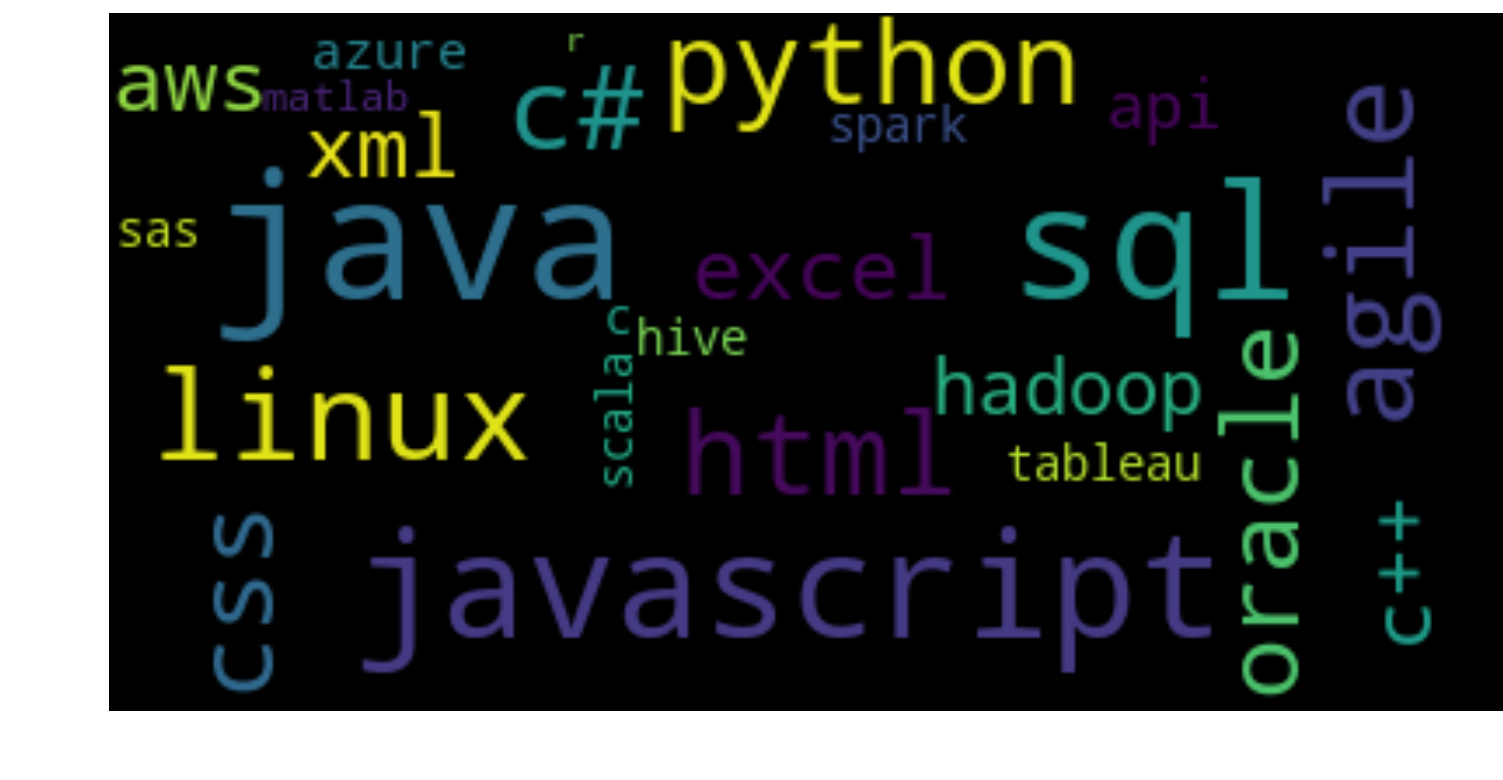 python
r
azure
aws
matlab
c#
api
spark
xml
agile
java
sql
sas
excel
c
hive
oracle
hadoop
linux
scala
html
tableau
css
javascript
c++